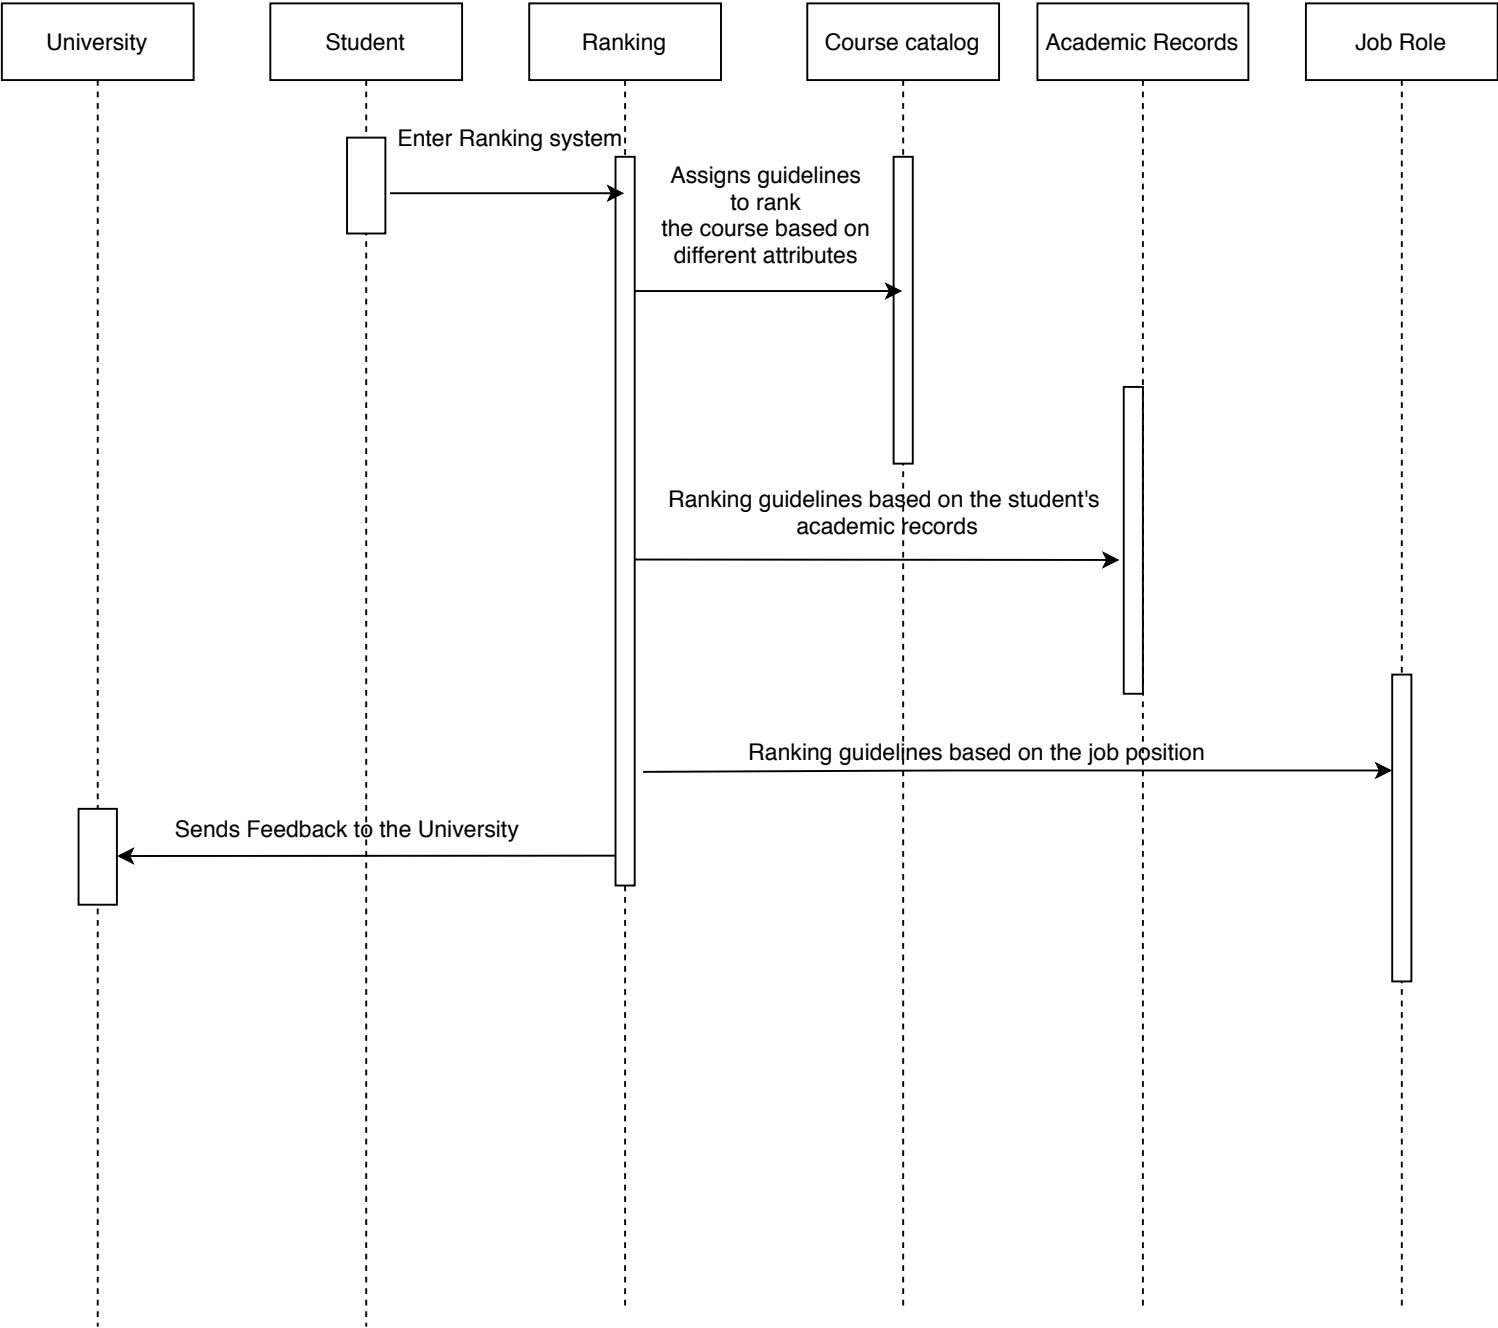 University
Student
Ranking
Course catalog
Academic Records
Job Role
Enter Ranking system
Assigns guidelines
to rank
the course based on
different attributes
Ranking guidelines based on the student's
academic records
Ranking guidelines based on the job position
Sends Feedback to the University